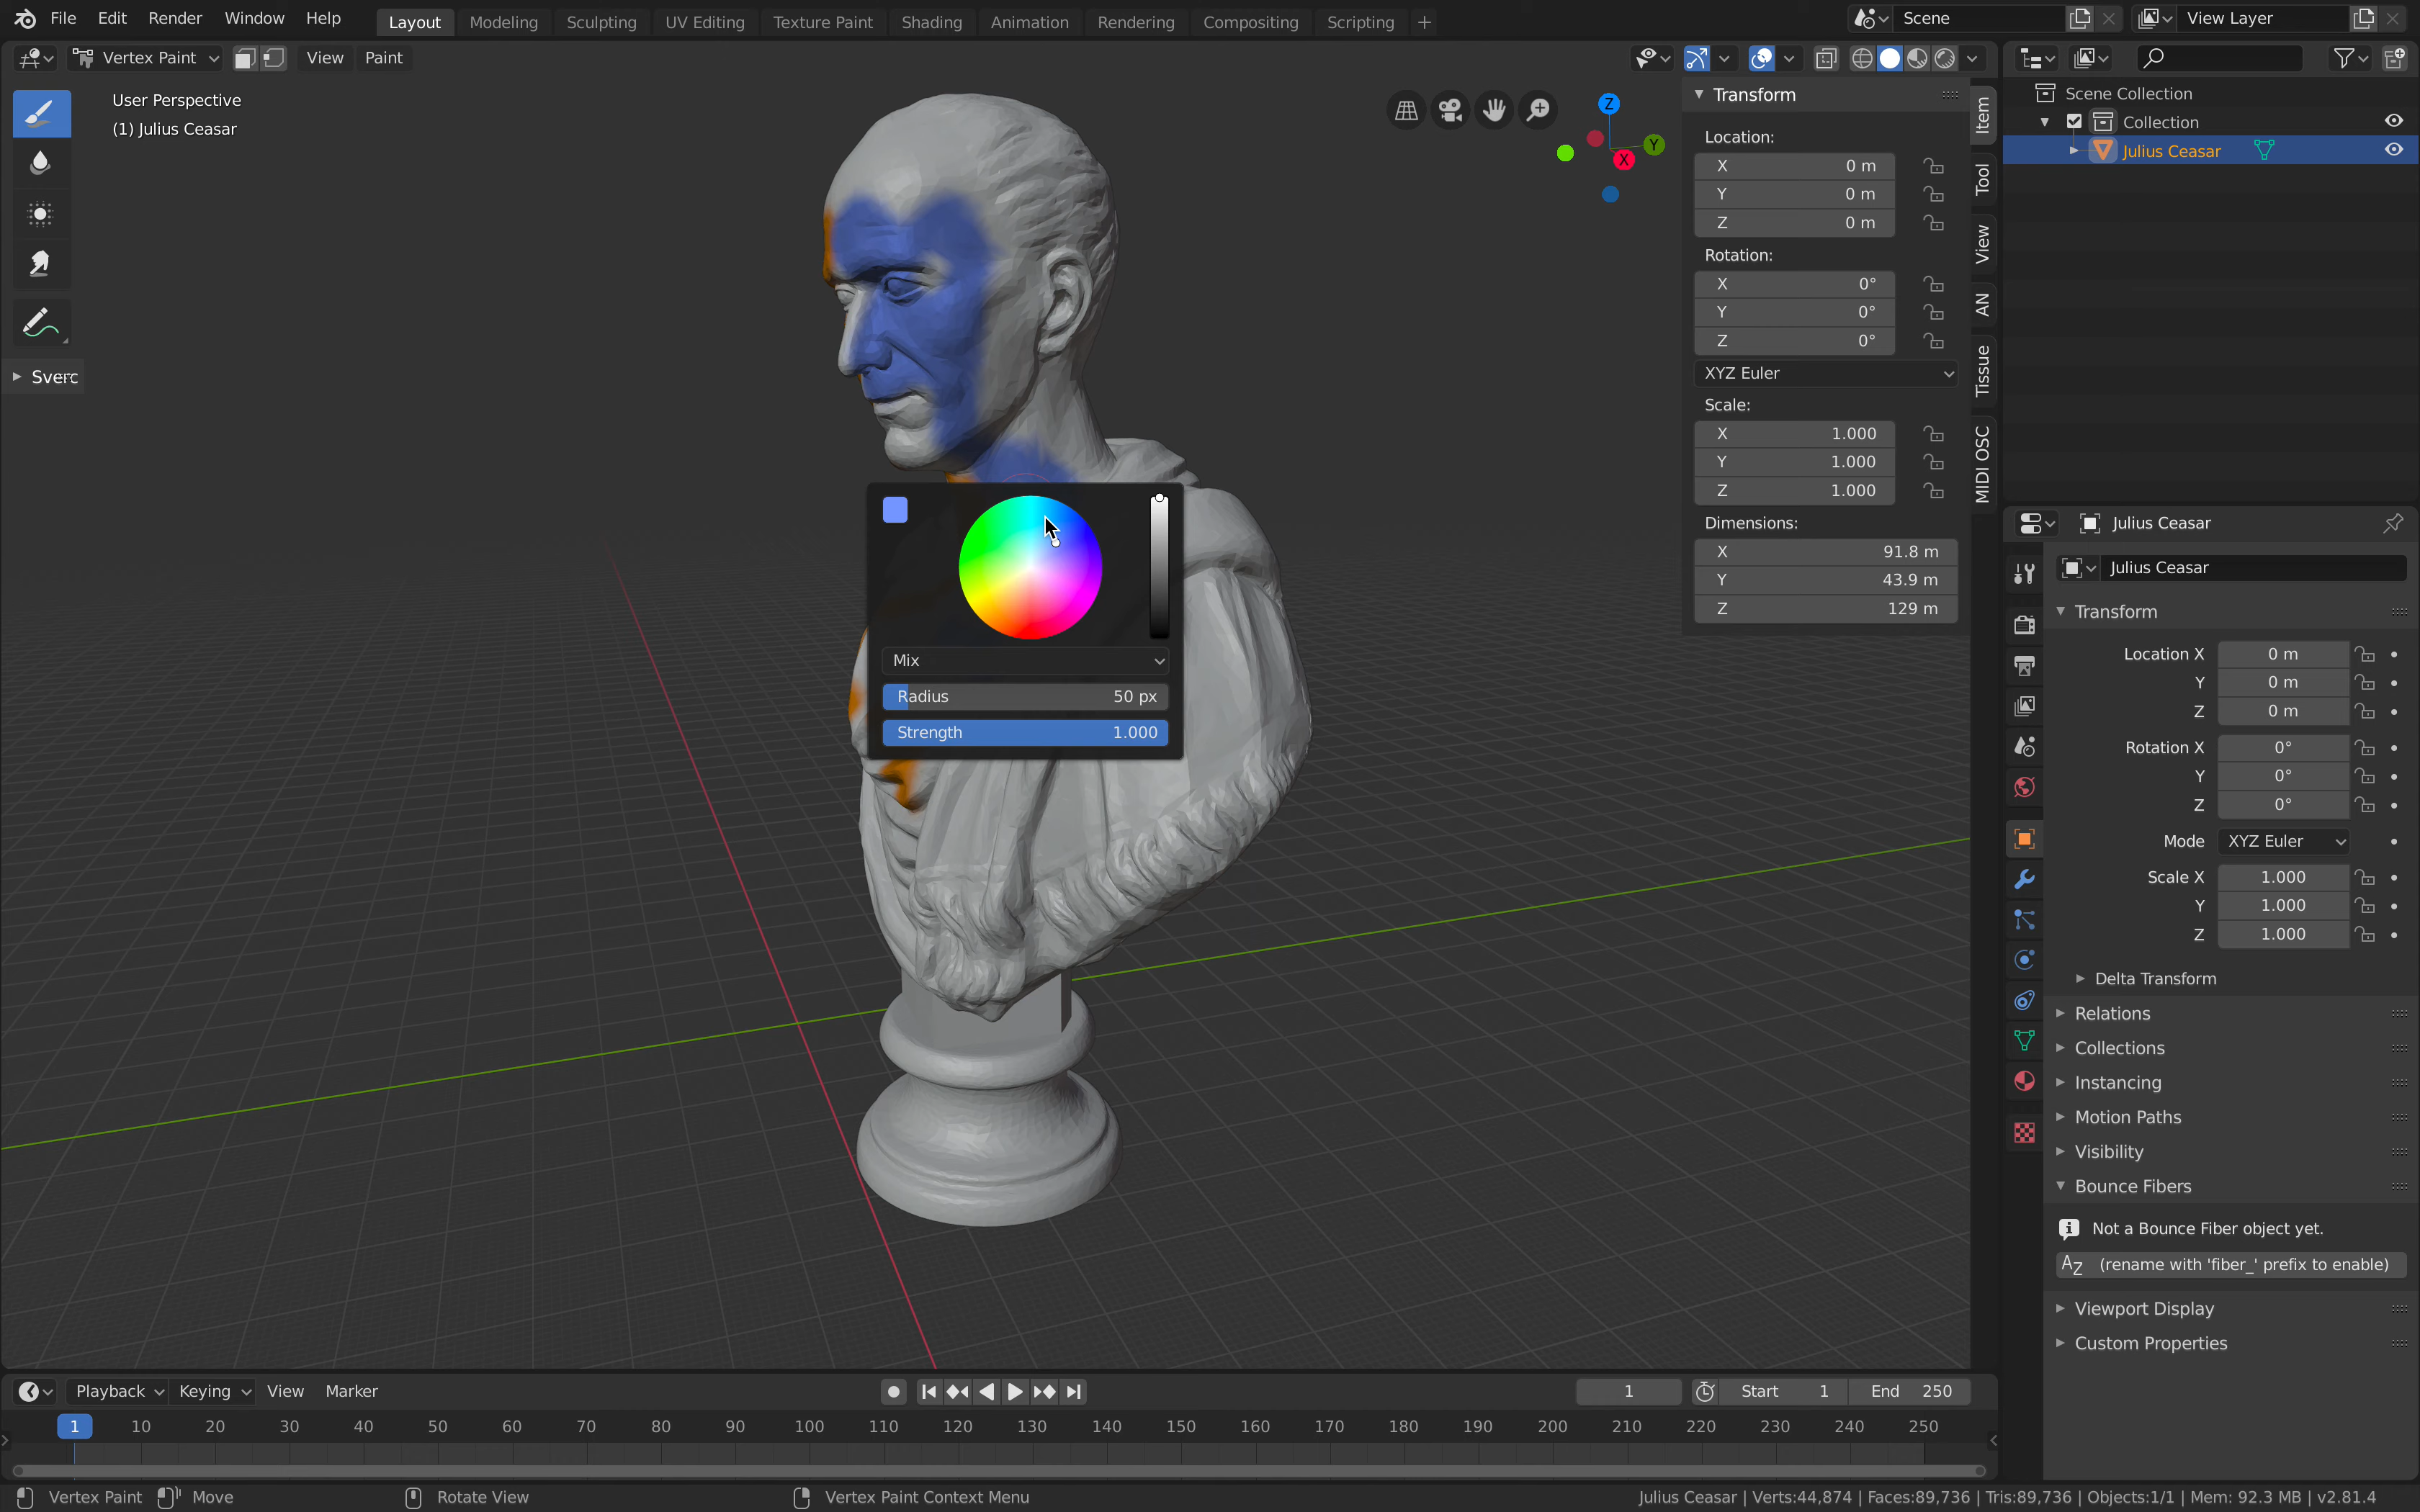 File Edit Render Window Help Layout Modeling Sculpting UV Editing Texture Paint Shading Animation Rendering Compositing Scripting + Scene View Layer
Vertex Paint View Paint
User Perspective
(1) Julius Ceasar
Sverc
Z
Y
X
Mix
Radius 50 px
Strength 1.000
Transform
Location:
X 0 m
Y 0 m
Z 0 m
Rotation:
X 0°
Y 0°
Z 0°
XYZ Euler
Scale:
X 1.000
Y 1.000
Z 1.000
Dimensions:
X 91.8 m
Y 43.9 m
Z 129 m
Item
Tool
View
AN
Tissue
MIDI OSC
Scene Collection
Collection
Julius Ceasar
Julius Ceasar
Julius Ceasar
Transform
Location X 0 m
Y 0 m
Z 0 m
Rotation X 0°
Y 0°
Z 0°
Mode XYZ Euler
Scale X 1.000
Y 1.000
Z 1.000
Delta Transform
Relations
Collections
Instancing
Motion Paths
Visibility
Bounce Fibers
Not a Bounce Fiber object yet.
AZ (rename with 'fiber_' prefix to enable)
Viewport Display
Custom Properties
Playback Keying View Marker 1 Start 1 End 250
1 10 20 30 40 50 60 70 80 90 100 110 120 130 140 150 160 170 180 190 200 210 220 230 240 250
Vertex Paint Move Rotate View Vertex Paint Context Menu Julius Ceasar | Verts:44,874 | Faces:89,736 | Tris:89,736 | Objects:1/1 | Mem: 92.3 MB | v2.81.4